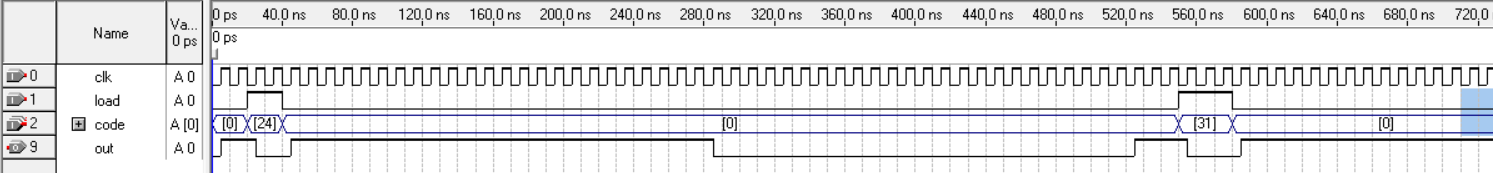 Name
Va...
0 ps
0 ps 40,0 ns 80,0 ns 120,0 ns 160,0 ns 200,0 ns 240,0 ns 280,0 ns 320,0 ns 360,0 ns 400,0 ns 440,0 ns 480,0 ns 520,0 ns 560,0 ns 600,0 ns 640,0 ns 680,0 ns 720,0
0 ps
0 clk A 0
1 load A 0
2 code A [0] [0] [24] [0] [31] [0]
9 out A 0